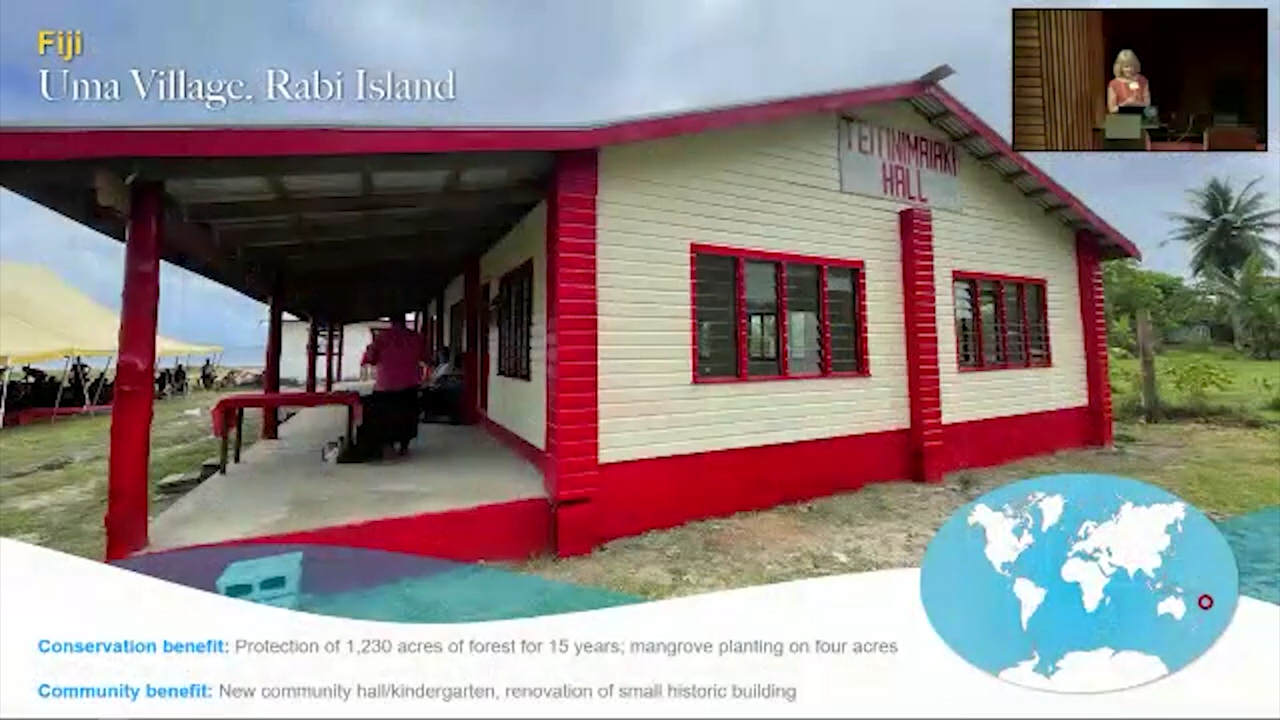 Fiji
Uma Village, Rabi Island
TEITINIMAIAKI
HALL
Conservation benefit: Protection of 1,230 acres of forest for 15 years; mangrove planting on four acres
Community benefit: New community hall/kindergarten, renovation of small historic building